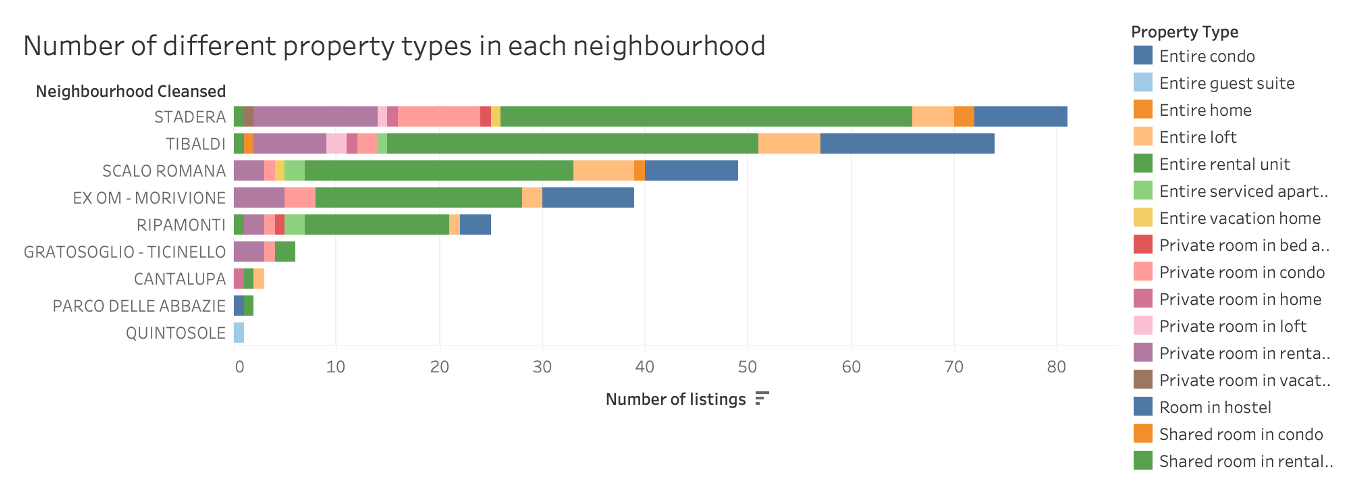 Number of different property types in each neighbourhood
Neighbourhood Cleansed
STADERA
TIBALDI
SCALO ROMANA
EX OM - MORIVIONE
RIPAMONTI
GRATOSOGLIO - TICINELLO
CANTALUPA
PARCO DELLE ABBAZIE
QUINTOSOLE
0 10 20 30 40 50 60 70 80
Number of listings
Property Type
Entire condo
Entire guest suite
Entire home
Entire loft
Entire rental unit
Entire serviced apart..
Entire vacation home
Private room in bed a..
Private room in condo
Private room in home
Private room in loft
Private room in renta..
Private room in vacat..
Room in hostel
Shared room in condo
Shared room in rental..